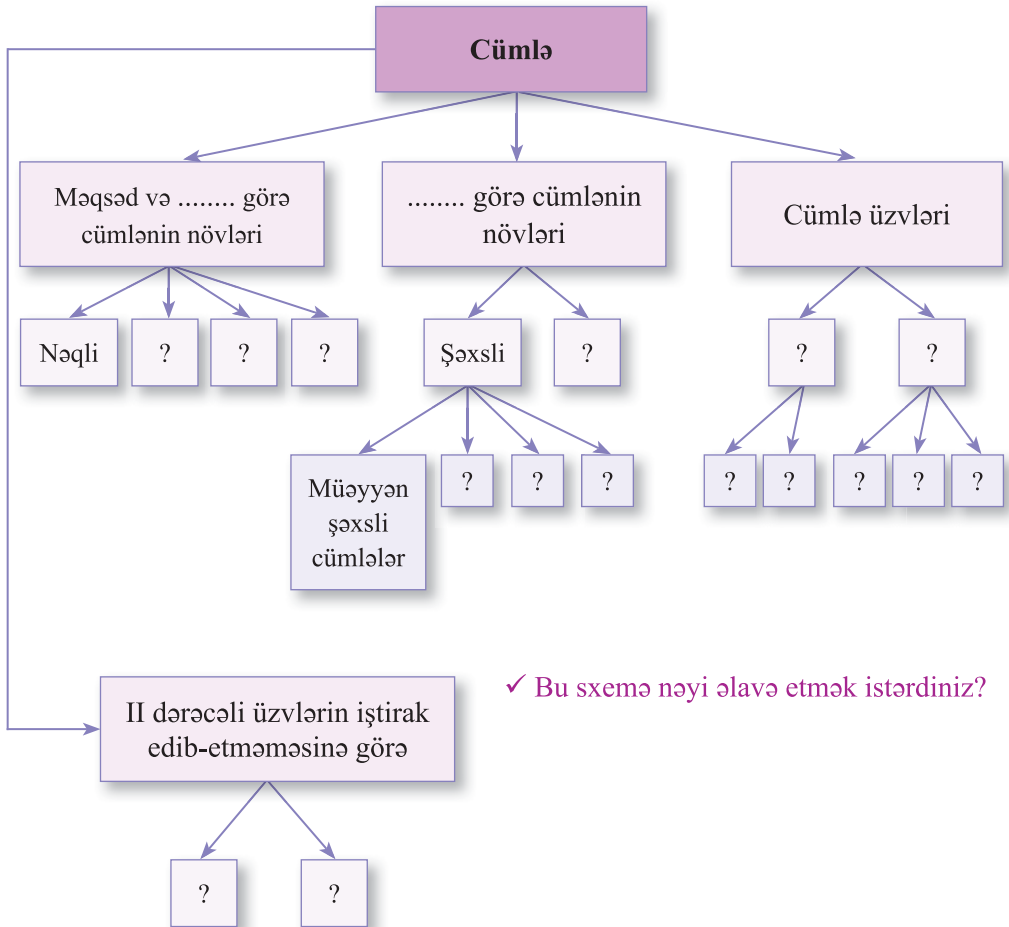 Cümlə
Məqsəd və ........ görə
cümlənin növləri
........ görə cümlənin
növləri
Cümlə üzvləri
Nəqli
?
?
?
Şəxsli
?
?
?
Müəyyən
şəxsli
cümlələr
?
?
?
?
?
?
?
?
II dərəcəli üzvlərin iştirak
edib-etməməsinə görə
✓ Bu sxemə nəyi əlavə etmək istərdiniz?
?
?